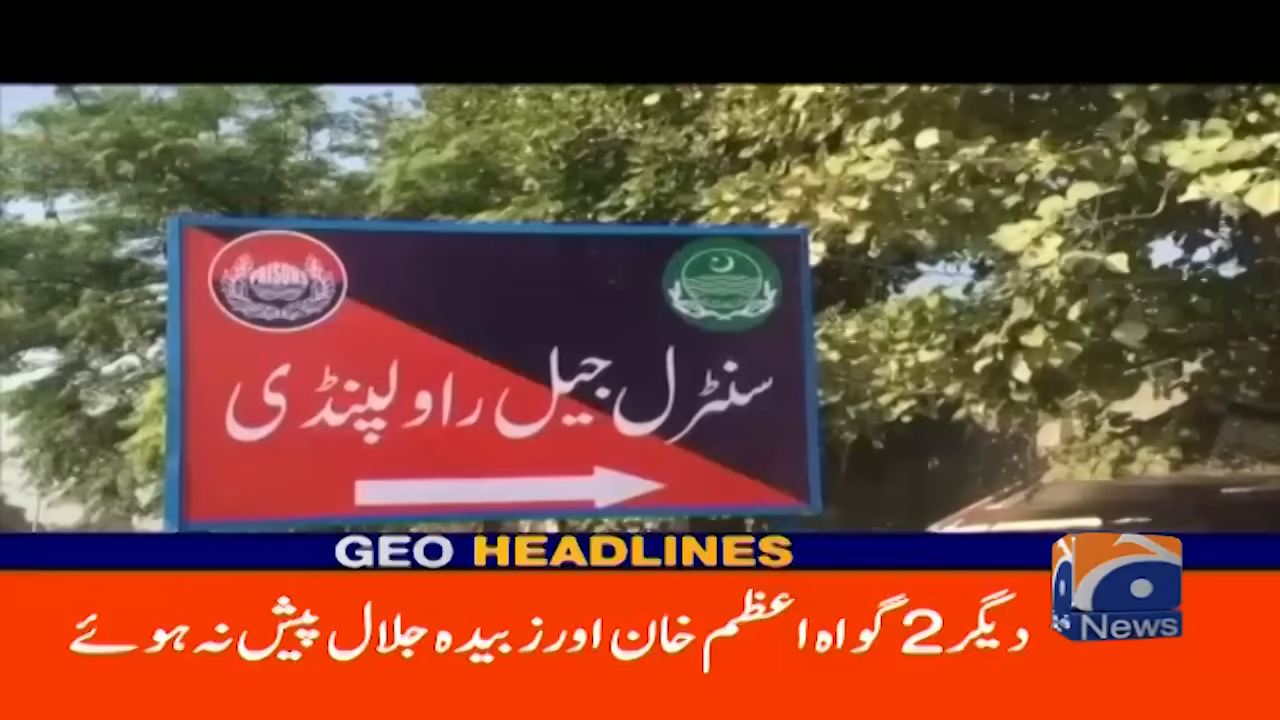 PRISONS
سنٹرل جیل راولپنڈی
GEO HEADLINES
دیگر 2 گواہ اعظم خان اور زبیدہ جلال پیش نہ ہوئے
News